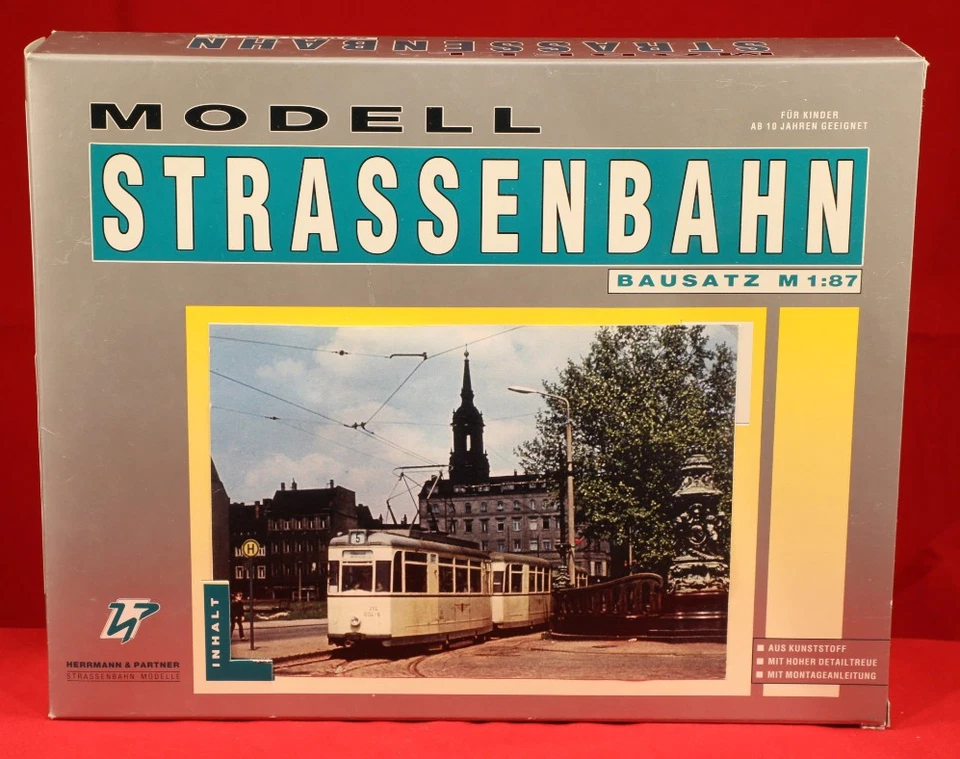 STRASSENBAHN
MODELL
FÜR KINDER
AB 10 JAHREN GEEIGNET
STRASSENBAHN
BAUSATZ M 1:87
5
H
INHALT
HERRMANN & PARTNER
STRASSENBAHN-MODELLE
AUS KUNSTSTOFF
MIT HOHER DETAILTREUE
MIT MONTAGEANLEITUNG